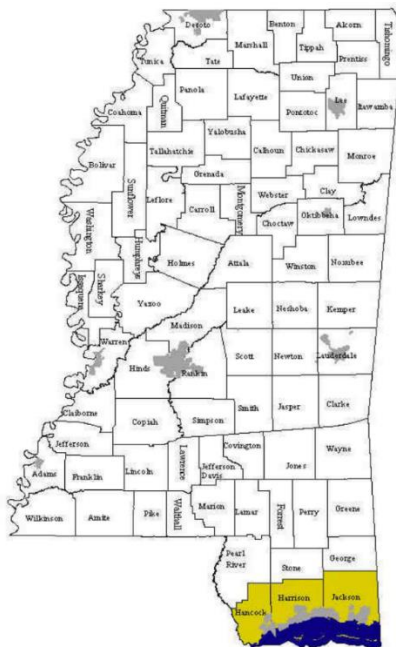 Desoto
Benton
Alcorn
Tishomingo
Marshall
Tippah
Prentiss
Tunica
Tate
Union
Panola
Lafayette
Quitman
Pontotoc
Lee
Itawamba
Coahoma
Yalobusha
Tallahatchie
Calhoun
Chickasaw
Monroe
Bolivar
Grenada
Sunflower
Leflore
Webster
Clay
Carroll
Montgomery
Oktibbeha
Lowndes
Choctaw
Washington
Humphreys
Holmes
Attala
Winston
Noxubee
Sharkey
Issaquena
Yazoo
Leake
Neshoba
Kemper
Madison
Warren
Scott
Newton
Lauderdale
Hinds
Rankin
Claiborne
Smith
Jasper
Clarke
Copiah
Simpson
Jefferson
Covington
Wayne
Lawrence
Jefferson
Davis
Jones
Adams
Franklin
Lincoln
Wilkinson
Amite
Pike
Walthall
Marion
Lamar
Forrest
Perry
Greene
Pearl
River
Stone
George
Hancock
Harrison
Jackson